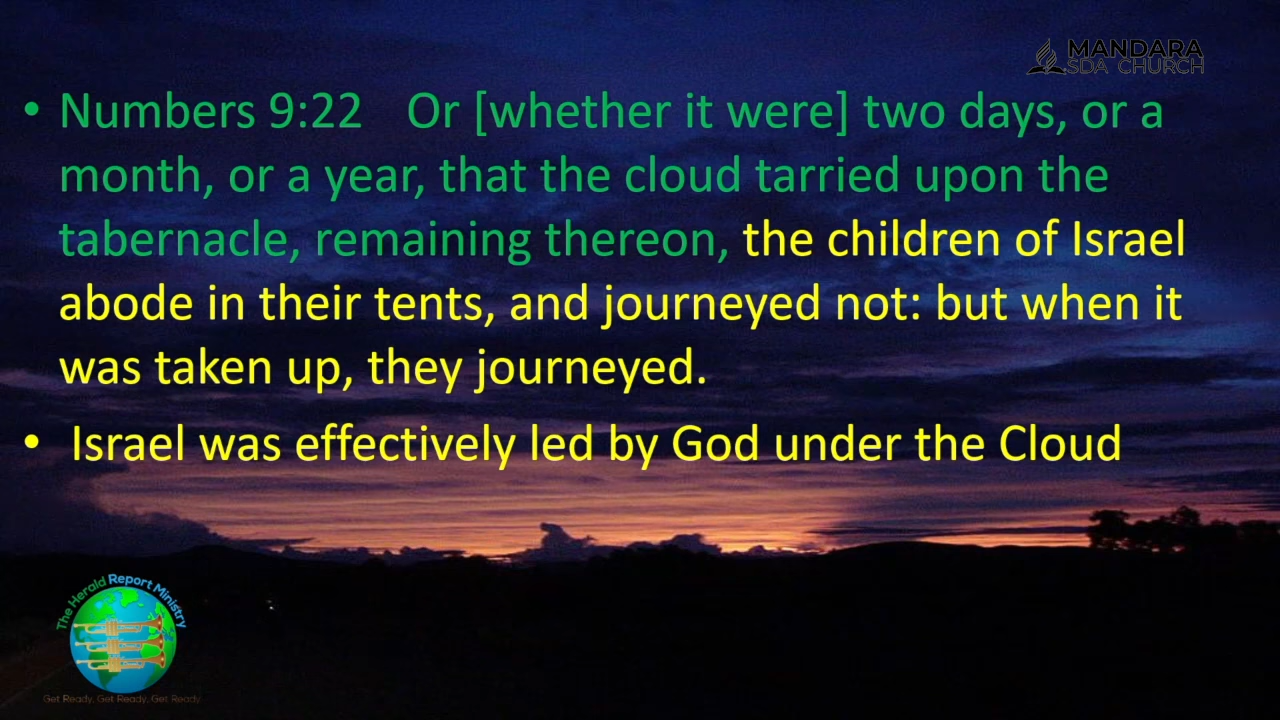 MANDARA
SDA CHURCH
• Numbers 9:22 Or [whether it were] two days, or a
month, or a year, that the cloud tarried upon the
tabernacle, remaining thereon, the children of Israel
abode in their tents, and journeyed not: but when it
was taken up, they journeyed.
• Israel was effectively led by God under the Cloud
The Herald Report Ministry
Get Ready, Get Ready, Get Ready